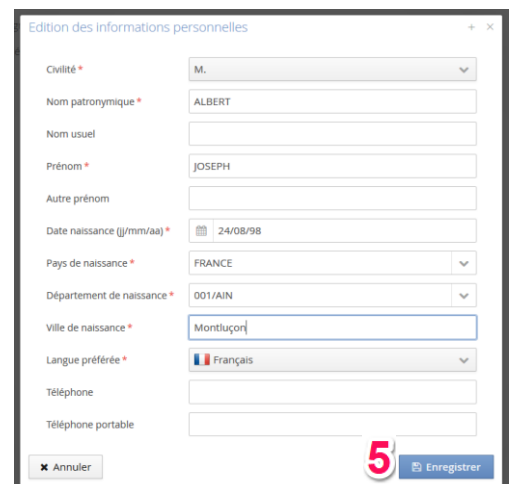 Edition des informations personnelles + ×
Civilité * M.
Nom patronymique * ALBERT
Nom usuel
Prénom * JOSEPH
Autre prénom
Date naissance (jj/mm/aa) * 24/08/98
Pays de naissance * FRANCE
Département de naissance * 001/AIN
Ville de naissance * Montluçon
Langue préférée * Français
Téléphone
Téléphone portable
× Annuler 5 Enregistrer